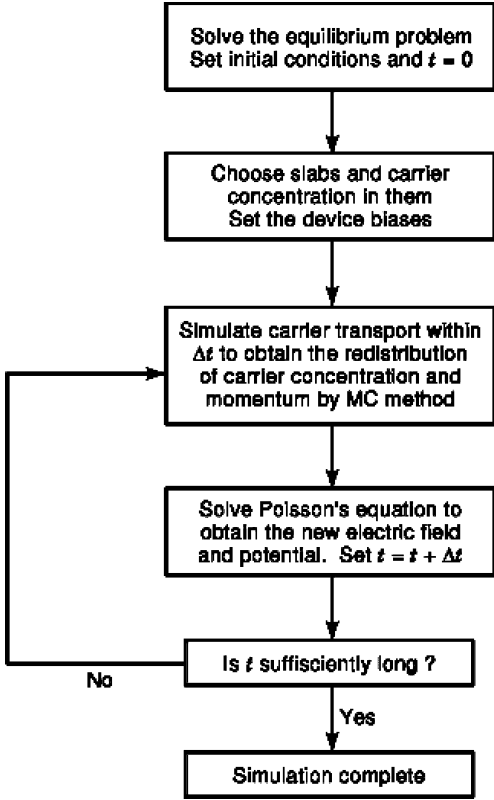 Solve the equilibrium problem
Set initial conditions and t = 0
Choose slabs and carrier
concentration in them
Set the device biases
Simulate carrier transport within
Δt to obtain the redistribution
of carrier concentration and
momentum by MC method
Solve Poisson's equation to
obtain the new electric field
and potential. Set t = t + Δt
Is t suffisciently long ?
No
Yes
Simulation complete